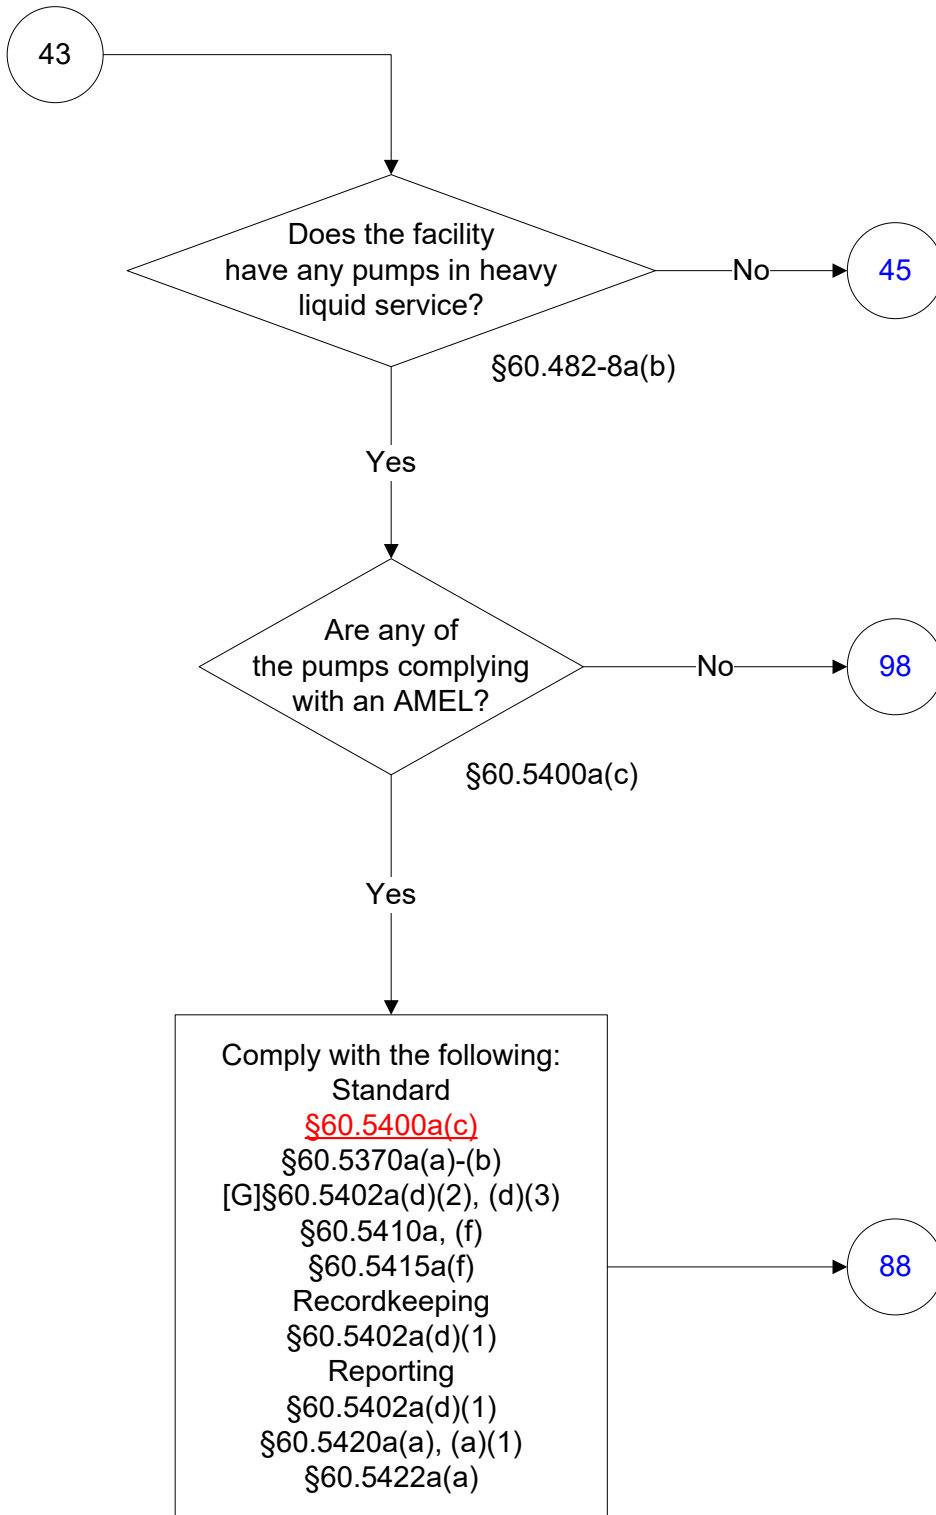 43
Does the facility
have any pumps in heavy
liquid service?
No
45
§60.482-8a(b)
Yes
Are any of
the pumps complying
with an AMEL?
No
98
§60.5400a(c)
Yes
Comply with the following:
Standard
§60.5400a(c)
§60.5370a(a)-(b)
[G]§60.5402a(d)(2), (d)(3)
§60.5410a, (f)
§60.5415a(f)
Recordkeeping
§60.5402a(d)(1)
Reporting
§60.5402a(d)(1)
§60.5420a(a), (a)(1)
§60.5422a(a)
88